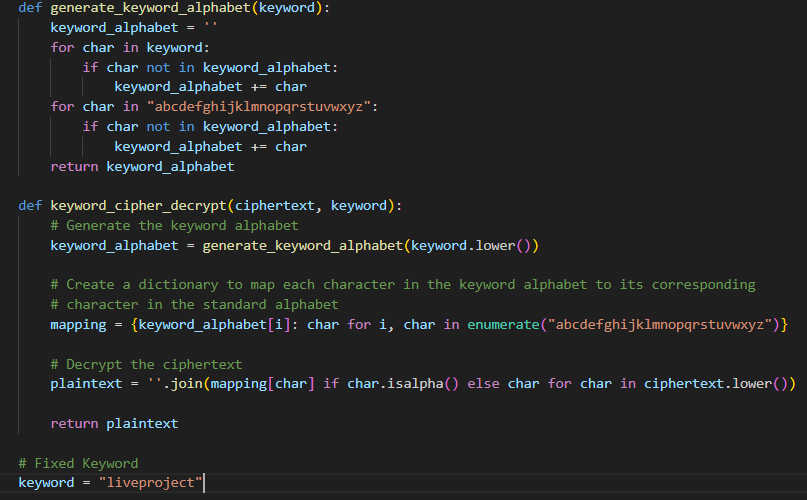 def generate_keyword_alphabet(keyword):
    keyword_alphabet = ''
    for char in keyword:
        if char not in keyword_alphabet:
            keyword_alphabet += char
    for char in "abcdefghijklmnopqrstuvwxyz":
        if char not in keyword_alphabet:
            keyword_alphabet += char
    return keyword_alphabet

def keyword_cipher_decrypt(ciphertext, keyword):
    # Generate the keyword alphabet
    keyword_alphabet = generate_keyword_alphabet(keyword.lower())

    # Create a dictionary to map each character in the keyword alphabet to its corresponding
    # character in the standard alphabet
    mapping = {keyword_alphabet[i]: char for i, char in enumerate("abcdefghijklmnopqrstuvwxyz")}

    # Decrypt the ciphertext
    plaintext = ''.join(mapping[char] if char.isalpha() else char for char in ciphertext.lower())

    return plaintext

# Fixed Keyword
keyword = "liveproject"